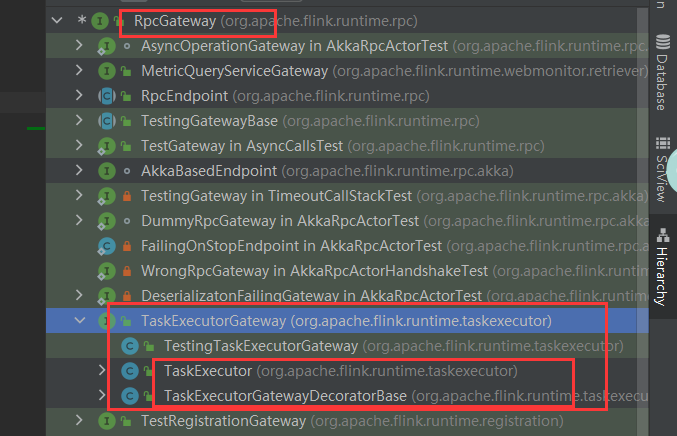 RpcGateway (org.apache.flink.runtime.rpc)
AsyncOperationGateway in AkkaRpcActorTest (org.apache.flink.runtime.rpc.
MetricQueryServiceGateway (org.apache.flink.runtime.webmonitor.retriever)
RpcEndpoint (org.apache.flink.runtime.rpc)
TestingGatewayBase (org.apache.flink.runtime.rpc)
TestGateway in AsyncCallsTest (org.apache.flink.runtime.rpc)
AkkaBasedEndpoint (org.apache.flink.runtime.rpc.akka)
TestingGateway in TimeoutCallStackTest (org.apache.flink.runtime.rpc.akka)
DummyRpcGateway in AkkaRpcActorTest (org.apache.flink.runtime.rpc.akka.
FailingOnStopEndpoint in AkkaRpcActorTest (org.apache.flink.runtime.rpc.a
WrongRpcGateway in AkkaRpcActorHandshakeTest (org.apache.flink.runtime
DeserializatonFailingGateway in AkkaRpcActorTest (org.apache.flink.runtime
TaskExecutorGateway (org.apache.flink.runtime.taskexecutor)
TestingTaskExecutorGateway (org.apache.flink.runtime.taskexecutor)
TaskExecutor (org.apache.flink.runtime.taskexecutor)
TaskExecutorGatewayDecoratorBase (org.apache.flink.runtime.taskexecu
TestRegistrationGateway (org.apache.flink.runtime.registration)
Database
SciView
Hierarchy